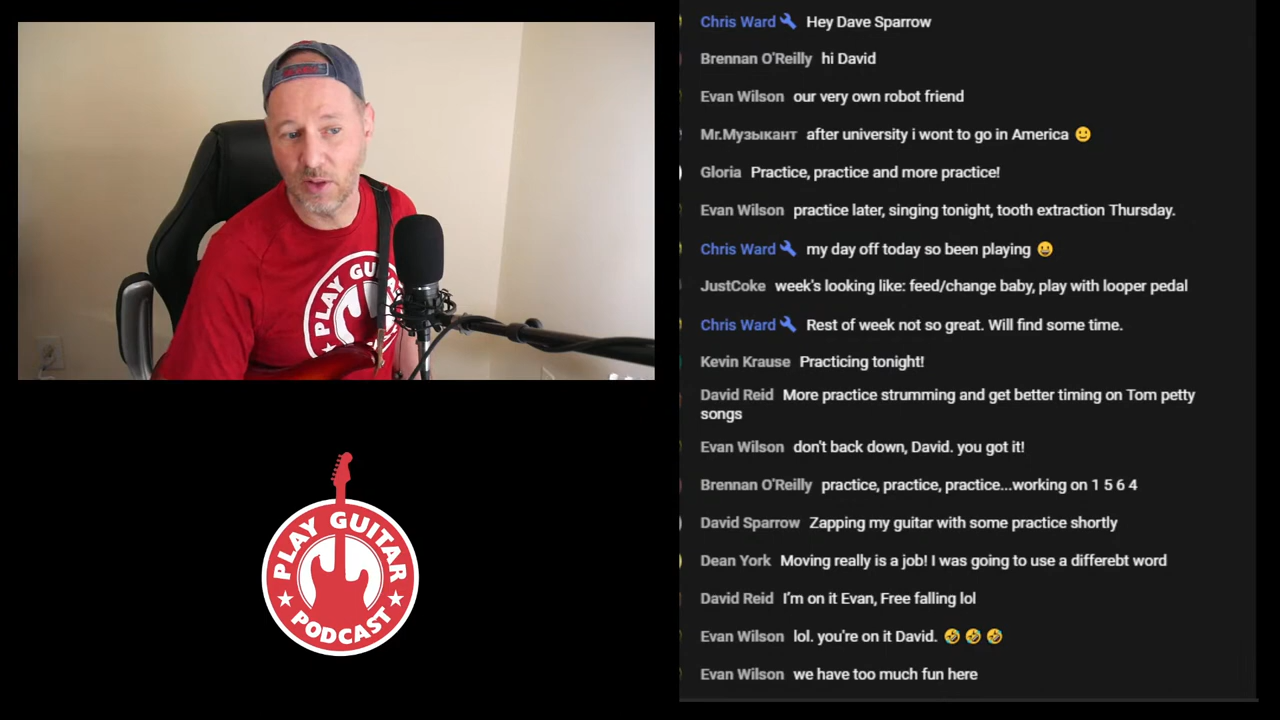 Chris Ward Hey Dave Sparrow
Brennan O'Reilly hi David
Evan Wilson our very own robot friend
Mr.Музыкант after university i wont to go in America
Gloria Practice, practice and more practice!
Evan Wilson practice later, singing tonight, tooth extraction Thursday.
Chris Ward my day off today so been playing
JustCoke week's looking like: feed/change baby, play with looper pedal
Chris Ward Rest of week not so great. Will find some time.
Kevin Krause Practicing tonight!
David Reid More practice strumming and get better timing on Tom petty
songs
Evan Wilson don't back down, David. you got it!
Brennan O'Reilly practice, practice, practice...working on 1 5 6 4
David Sparrow Zapping my guitar with some practice shortly
Dean York Moving really is a job! I was going to use a differebt word
David Reid I'm on it Evan, Free falling lol
Evan Wilson lol. you're on it David. 🤣 🤣 🤣
Evan Wilson we have too much fun here
PLAY GU
PLAY GUITAR
PODCAST